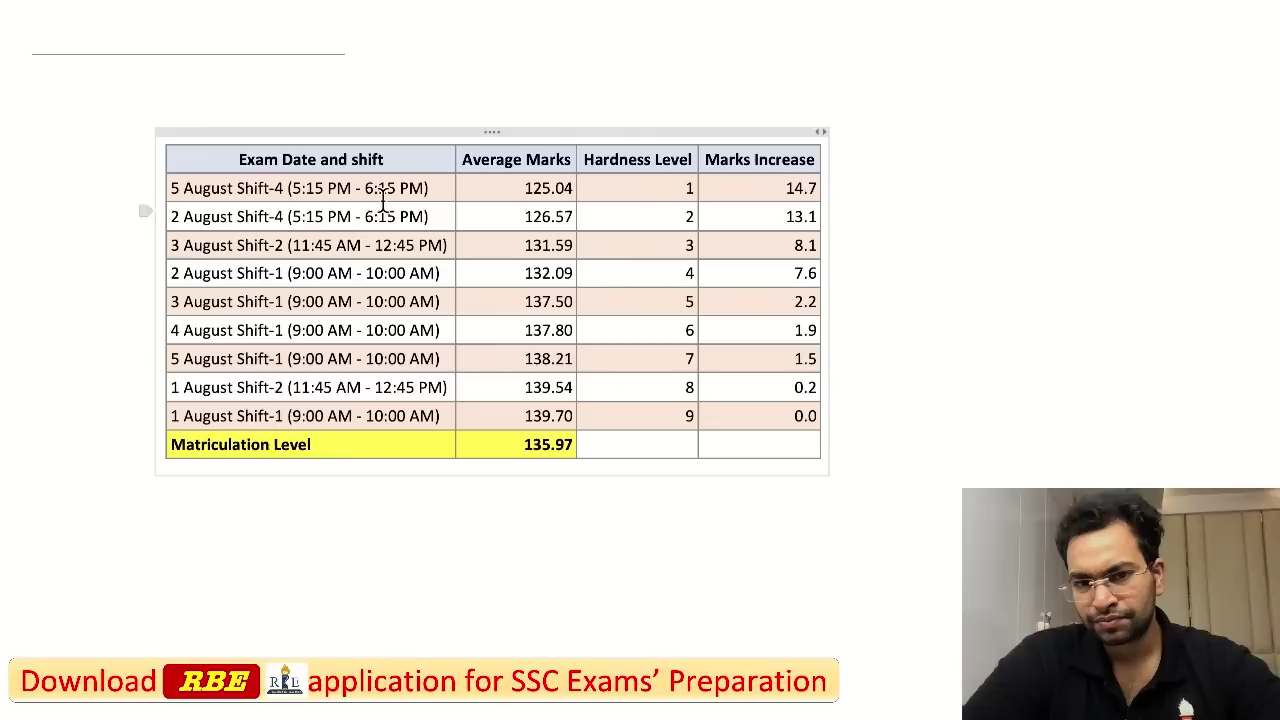 Exam Date and shift Average Marks Hardness Level Marks Increase
5 August Shift-4 (5:15 PM - 6:15 PM) 125.04 1 14.7
2 August Shift-4 (5:15 PM - 6:15 PM) 126.57 2 13.1
3 August Shift-2 (11:45 AM - 12:45 PM) 131.59 3 8.1
2 August Shift-1 (9:00 AM - 10:00 AM) 132.09 4 7.6
3 August Shift-1 (9:00 AM - 10:00 AM) 137.50 5 2.2
4 August Shift-1 (9:00 AM - 10:00 AM) 137.80 6 1.9
5 August Shift-1 (9:00 AM - 10:00 AM) 138.21 7 1.5
1 August Shift-2 (11:45 AM - 12:45 PM) 139.54 8 0.2
1 August Shift-1 (9:00 AM - 10:00 AM) 139.70 9 0.0
Matriculation Level 135.97
Download RBE RBE application for SSC Exams' Preparation